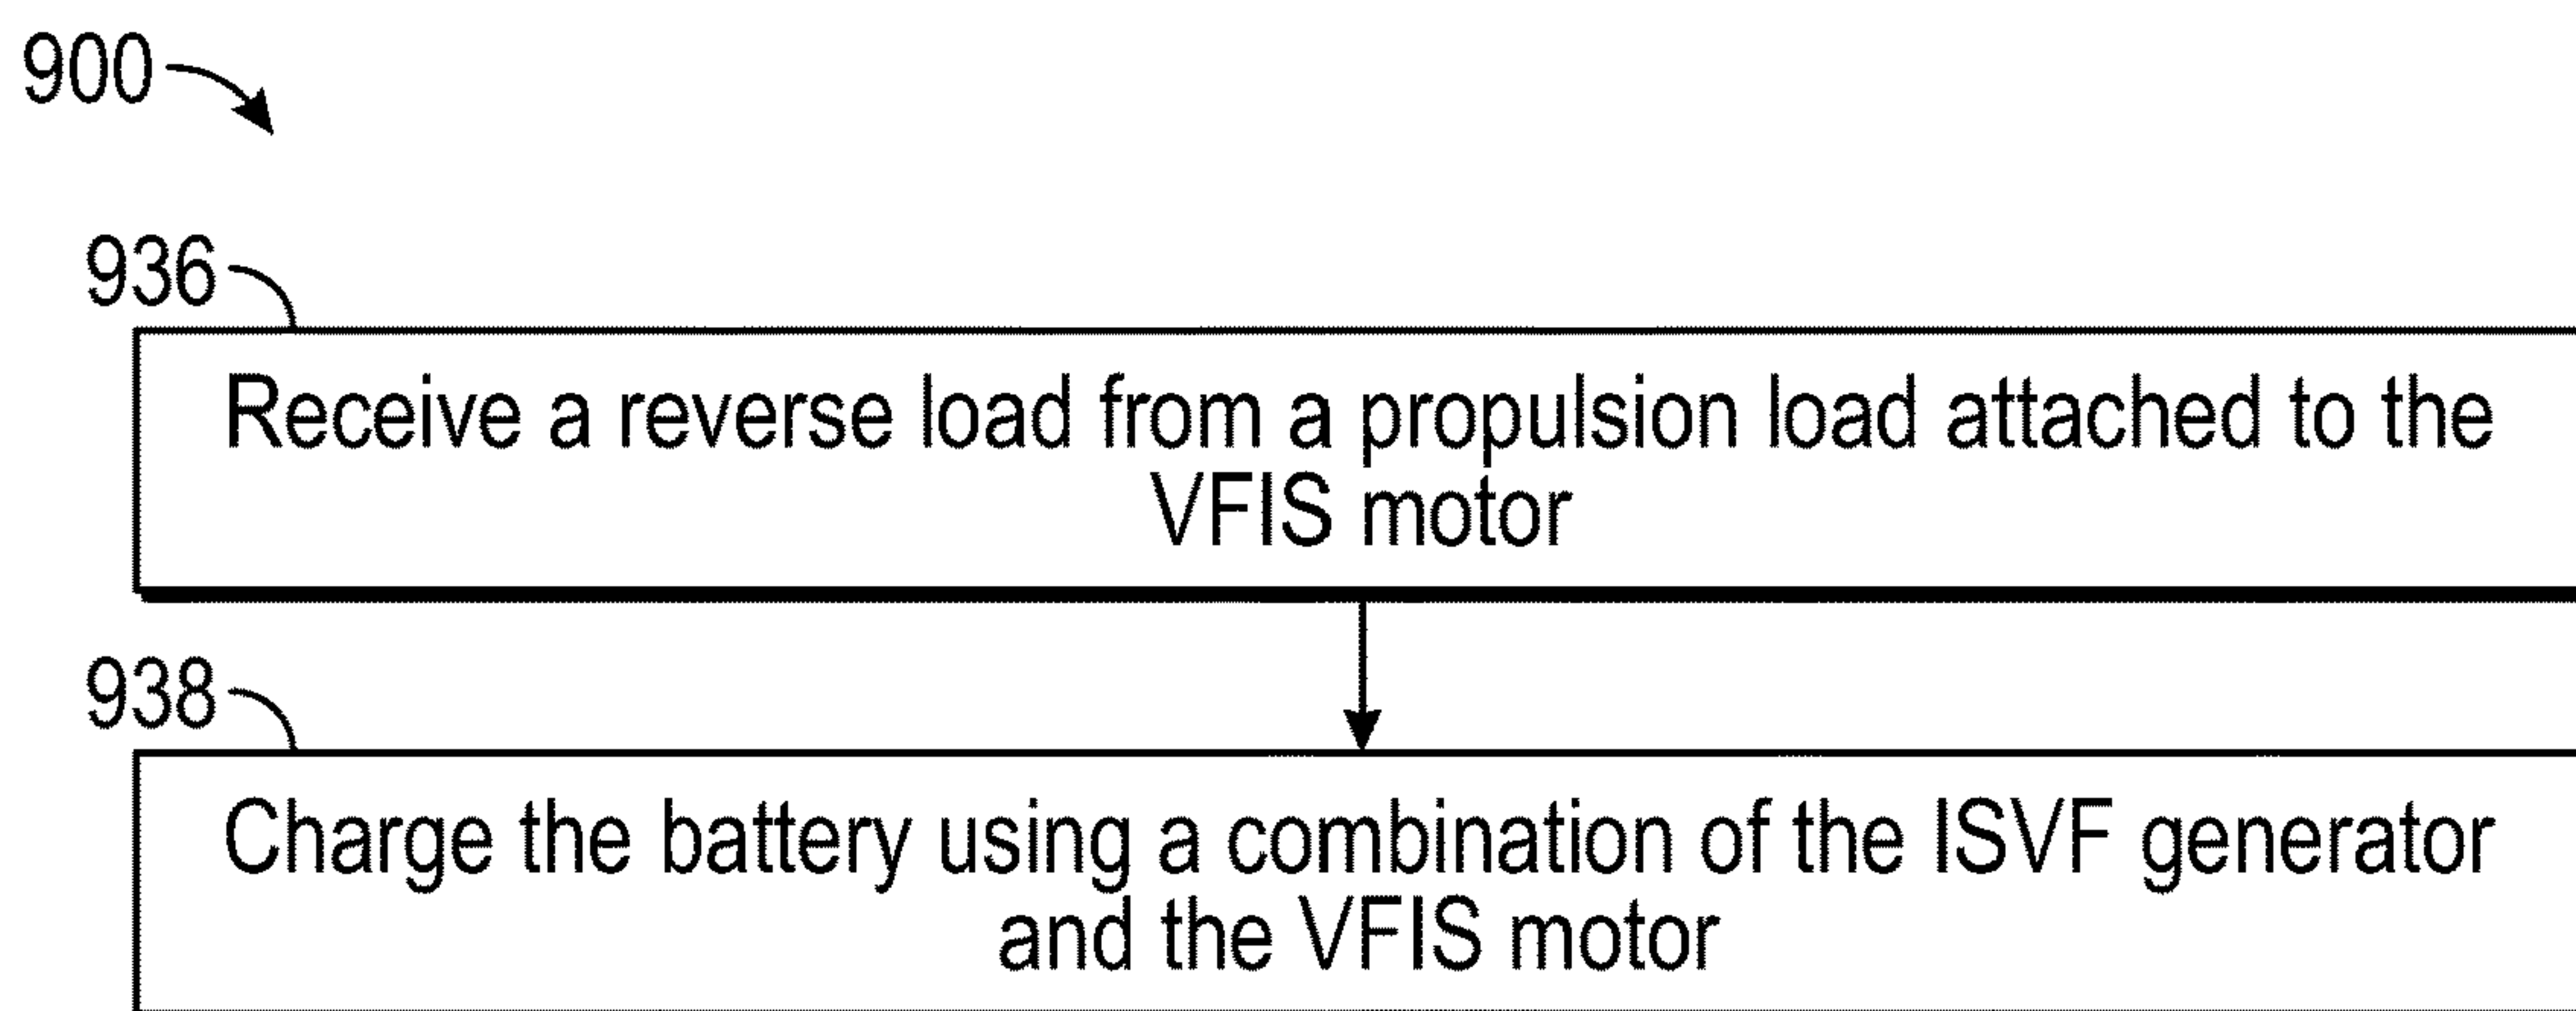 900
936
Receive a reverse load from a propulsion load attached to the
VFIS motor
938
Charge the battery using a combination of the ISVF generator
and the VFIS motor